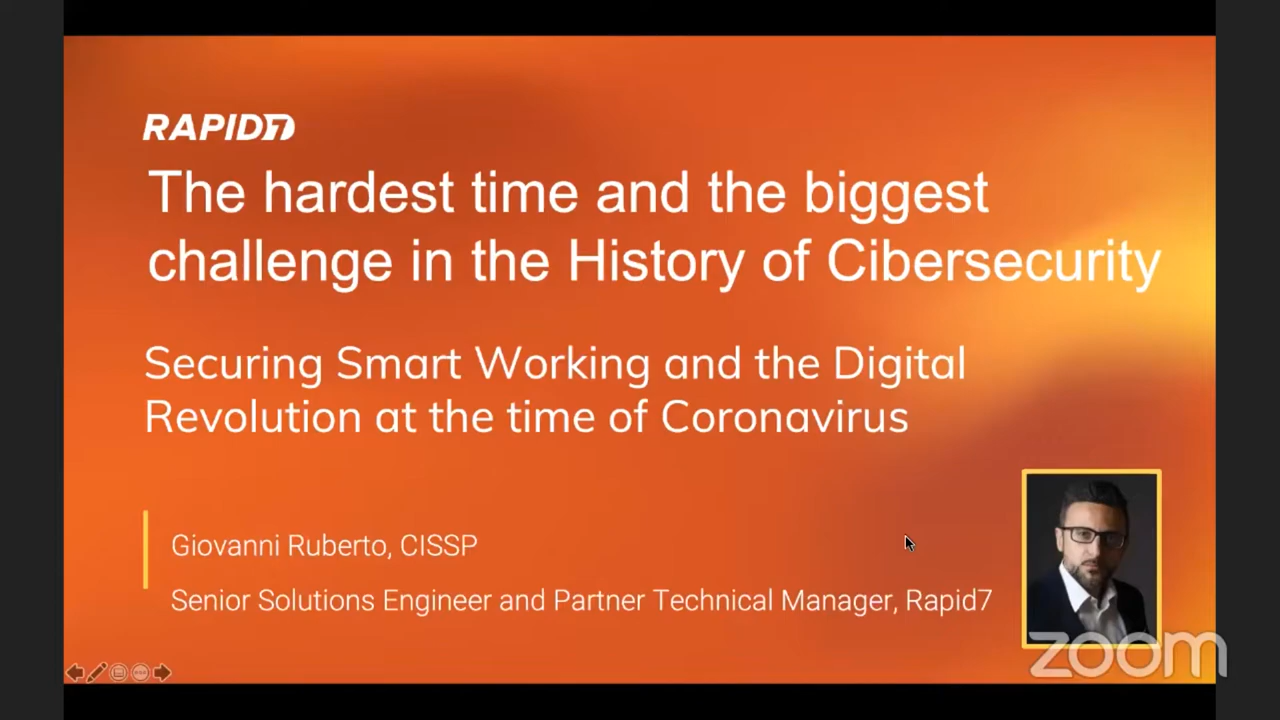 RAPID7
The hardest time and the biggest
challenge in the History of Cibersecurity
Securing Smart Working and the Digital
Revolution at the time of Coronavirus
Giovanni Ruberto, CISSP
Senior Solutions Engineer and Partner Technical Manager, Rapid7
zoom